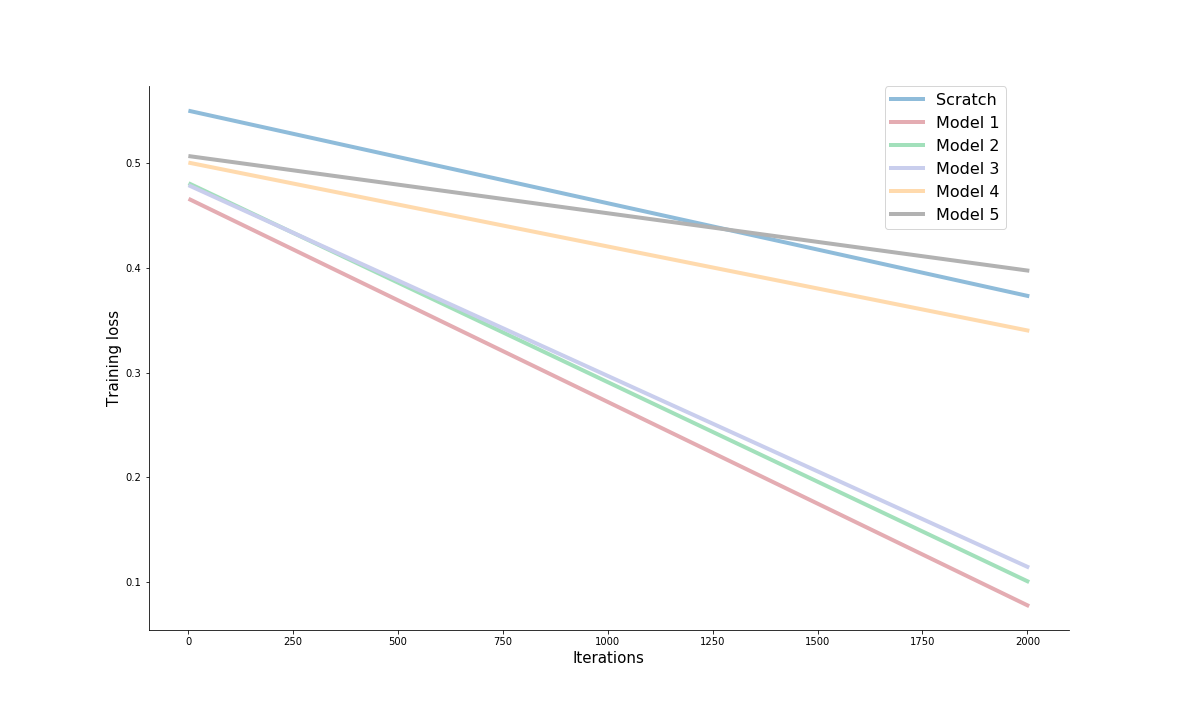 Scratch
Model 1
Model 2
Model 3
Model 4
Model 5
Training loss
0.5
0.4
0.3
0.2
0.1
0 250 500 750 1000 1250 1500 1750 2000
Iterations